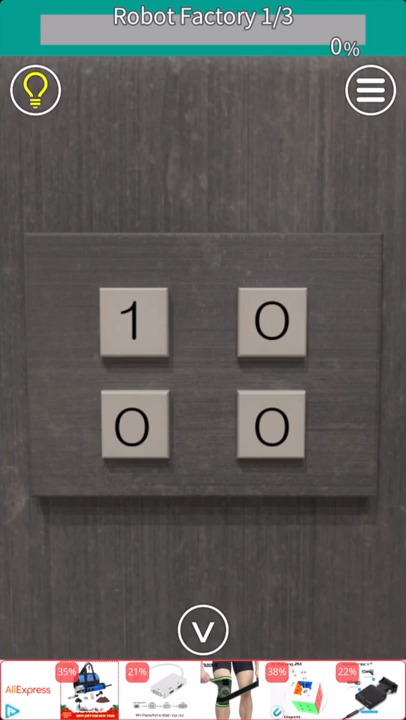 Robot Factory 1/3
0%
1 0
0 0
V
AliExpress
35%
21%
38%
22%